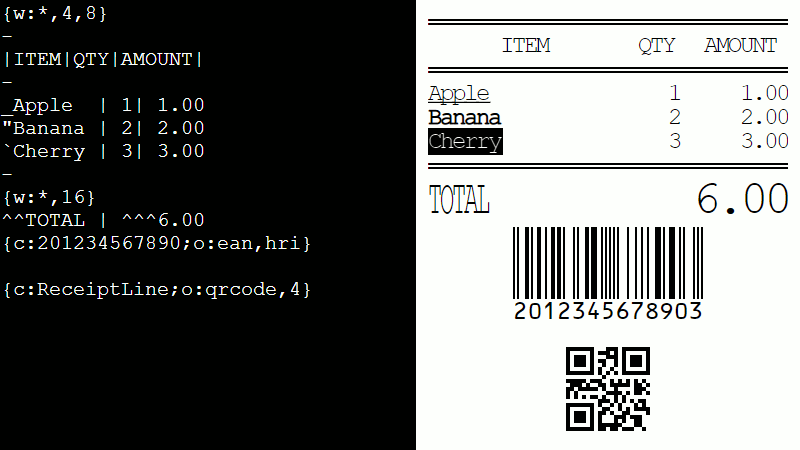 {w:*,4,8}
-
|ITEM|QTY|AMOUNT|
-
_Apple  | 1| 1.00
"Banana | 2| 2.00
`Cherry | 3| 3.00
-
{w:*,16}
^^TOTAL | ^^^6.00
{c:201234567890;o:ean,hri}
{c:ReceiptLine;o:qrcode,4}
ITEM QTY AMOUNT
Apple 1 1.00
Banana 2 2.00
Cherry 3 3.00
TOTAL 6.00
2012345678903